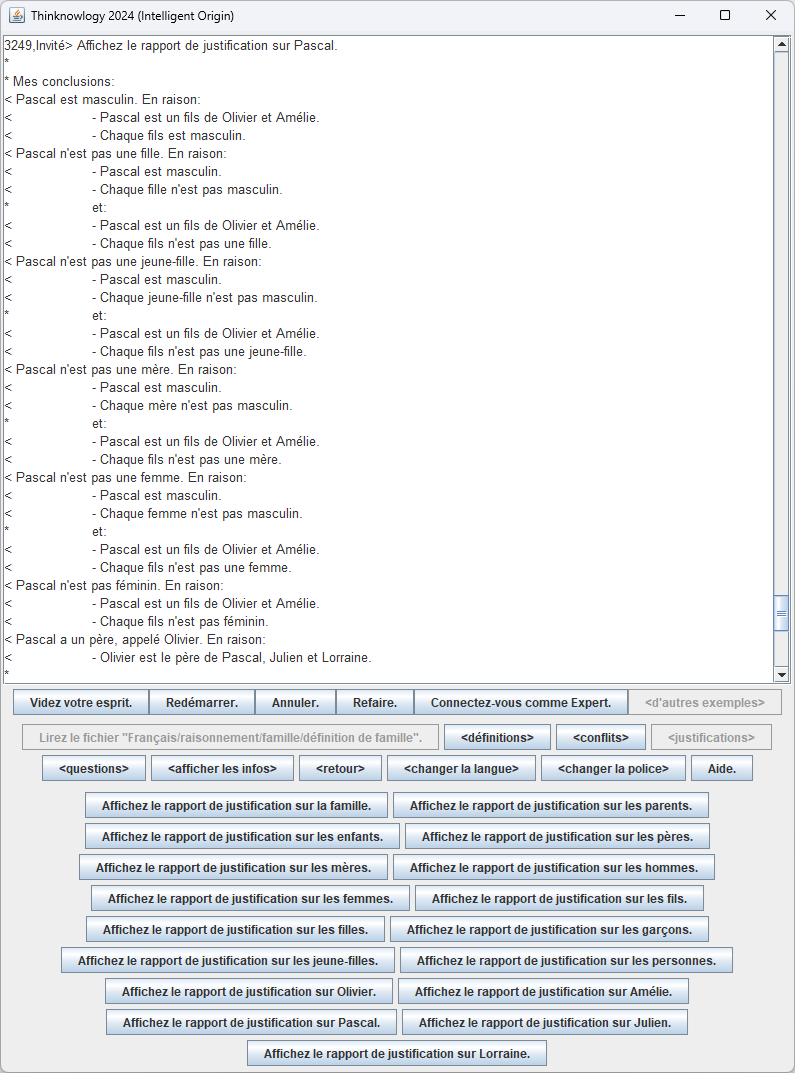 Thinknowlogy 2024 (Intelligent Origin)
3249,Invité> Affichez le rapport de justification sur Pascal.
*
* Mes conclusions:
< Pascal est masculin. En raison:
< - Pascal est un fils de Olivier et Amélie.
< - Chaque fils est masculin.
< Pascal n'est pas une fille. En raison:
< - Pascal est masculin.
< - Chaque fille n'est pas masculin.
* et:
< - Pascal est un fils de Olivier et Amélie.
< - Chaque fils n'est pas une fille.
< Pascal n'est pas une jeune-fille. En raison:
< - Pascal est masculin.
< - Chaque jeune-fille n'est pas masculin.
* et:
< - Pascal est un fils de Olivier et Amélie.
< - Chaque fils n'est pas une jeune-fille.
< Pascal n'est pas une mère. En raison:
< - Pascal est masculin.
< - Chaque mère n'est pas masculin.
* et:
< - Pascal est un fils de Olivier et Amélie.
< - Chaque fils n'est pas une mère.
< Pascal n'est pas une femme. En raison:
< - Pascal est masculin.
< - Chaque femme n'est pas masculin.
* et:
< - Pascal est un fils de Olivier et Amélie.
< - Chaque fils n'est pas une femme.
< Pascal n'est pas féminin. En raison:
< - Pascal est un fils de Olivier et Amélie.
< - Chaque fils n'est pas féminin.
< Pascal a un père, appelé Olivier. En raison:
< - Olivier est le père de Pascal, Julien et Lorraine.
*
Videz votre esprit. Redémarrer. Annuler. Refaire. Connectez-vous comme Expert. <d'autres exemples>
Lirez le fichier "Français/raisonnement/famille/définition de famille". <définitions> <conflits> <justifications>
<questions> <afficher les infos> <retour> <changer la langue> <changer la police> Aide.
Affichez le rapport de justification sur la famille. Affichez le rapport de justification sur les parents.
Affichez le rapport de justification sur les enfants. Affichez le rapport de justification sur les pères.
Affichez le rapport de justification sur les mères. Affichez le rapport de justification sur les hommes.
Affichez le rapport de justification sur les femmes. Affichez le rapport de justification sur les fils.
Affichez le rapport de justification sur les filles. Affichez le rapport de justification sur les garçons.
Affichez le rapport de justification sur les jeune-filles. Affichez le rapport de justification sur les personnes.
Affichez le rapport de justification sur Olivier. Affichez le rapport de justification sur Amélie.
Affichez le rapport de justification sur Pascal. Affichez le rapport de justification sur Julien.
Affichez le rapport de justification sur Lorraine.